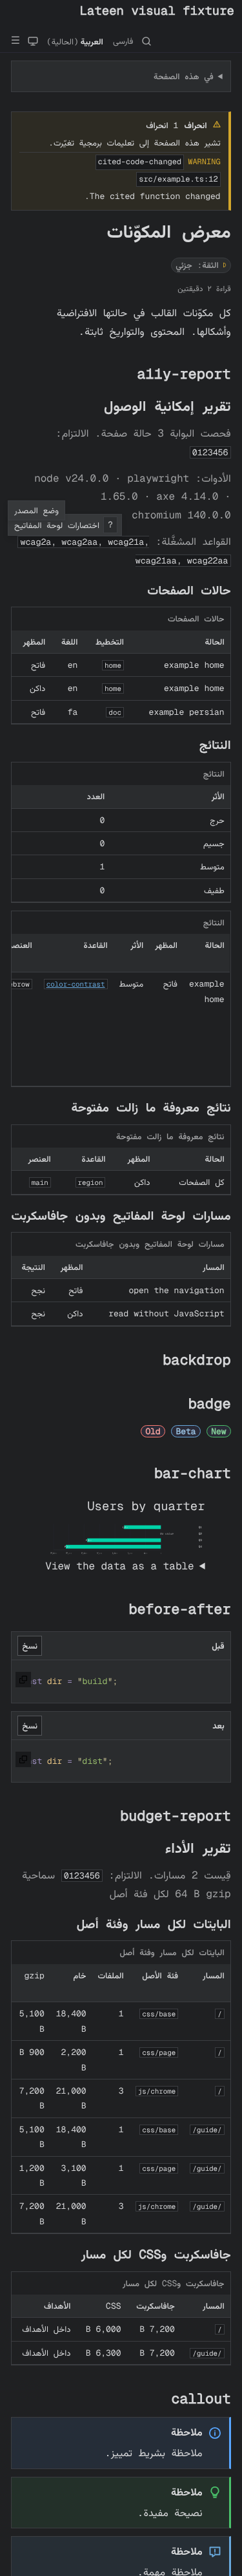 Lateen visual fixture
العربية (الحالية) فارسی
◀ في هذه الصفحة
انحراف 1 انحراف
تشير هذه الصفحة إلى تعليمات برمجية تغيّرت.
WARNING cited-code-changed
src/example.ts:12
The cited function changed.
معرض المكوّنات
الثقة: جزئي
قراءة ٢ دقيقتين
كل مكوّنات القالب في حالتها الافتراضية
وأشكالها. المحتوى والتواريخ ثابتة.
a11y-report
تقرير إمكانية الوصول
فحصت البوابة 3 حالة صفحة. الالتزام:
0123456
الأدوات: node v24.0.0 · playwright
1.65.0 · axe 4.14.0 ·
chromium 140.0.0
وضع المصدر
? اختصارات لوحة المفاتيح
القواعد المشغَّلة: wcag2a, wcag2aa, wcag21a,
wcag21aa, wcag22aa
حالات الصفحات
حالات الصفحات
الحالة التخطيط اللغة المظهر
example home home en فاتح
example home home en داكن
example persian doc fa فاتح
النتائج
النتائج
الأثر العدد
حرج 0
جسيم 0
متوسط 1
طفيف 0
النتائج
الحالة المظهر الأثر القاعدة
example فاتح متوسط color-contrast
home
نتائج معروفة ما زالت مفتوحة
نتائج معروفة ما زالت مفتوحة
الحالة المظهر القاعدة العنصر
كل الصفحات داكن region main
مسارات لوحة المفاتيح وبدون جافاسكربت
مسارات لوحة المفاتيح وبدون جافاسكربت
المسار المظهر النتيجة
open the navigation فاتح نجح
read without JavaScript داكن نجح
backdrop
badge
New Beta Old
bar-chart
Users by quarter
◀ View the data as a table
before-after
قبل نسخ
st dir = "build";
بعد نسخ
st dir = "dist";
budget-report
تقرير الأداء
قِيست 2 مسارات. الالتزام: 0123456 سماحية
64 B gzip لكل فئة أصل
البايتات لكل مسار وفئة أصل
البايتات لكل مسار وفئة أصل
المسار فئة الأصل الملفات خام gzip
/ css/base 1 18,400 B 5,100 B
/ css/page 1 2,200 B 900 B
/ js/chrome 3 21,000 B 7,200 B
/guide/ css/base 1 18,400 B 5,100 B
/guide/ css/page 1 3,100 B 1,200 B
/guide/ js/chrome 3 21,000 B 7,200 B
جافاسكربت وCSS لكل مسار
جافاسكربت وCSS لكل مسار
المسار جافاسكربت CSS الأهداف
/ 7,200 B 6,000 B داخل الأهداف
/guide/ 7,200 B 6,300 B داخل الأهداف
callout
ملاحظة
ملاحظة بشريط تمييز.
ملاحظة
نصيحة مفيدة.
ملاحظة
ملاحظة مهمة.